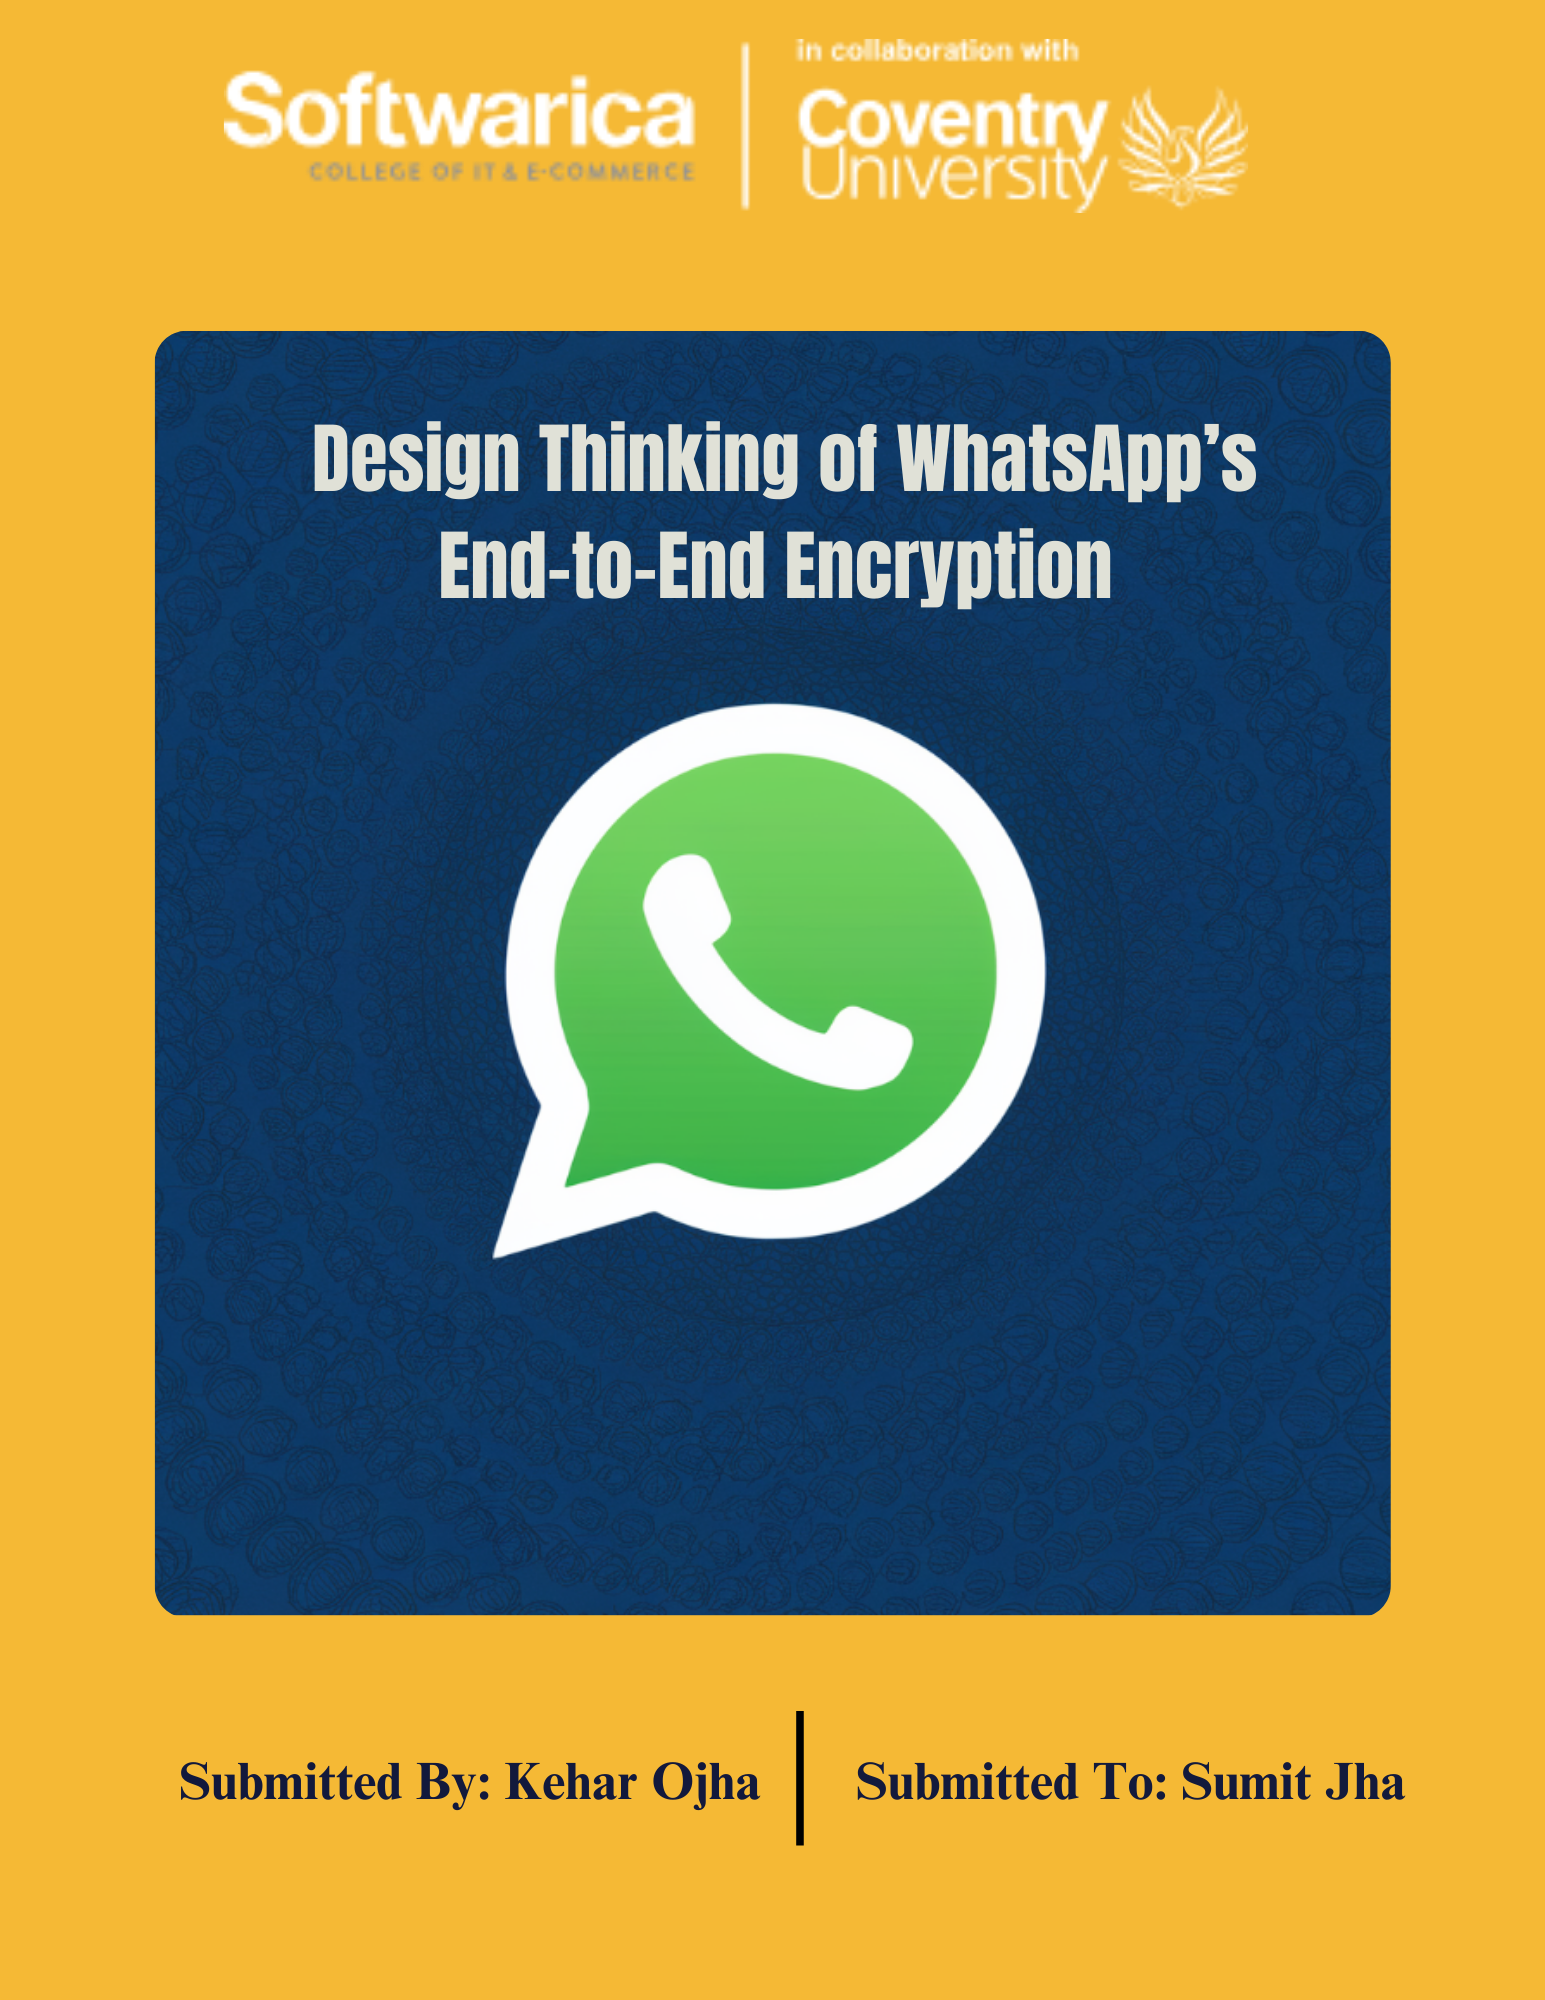 Softwarica
COLLEGE OF IT & E-COMMERCE
in collaboration with
Coventry
University
Design Thinking of WhatsApp’s
End-to-End Encryption
Submitted By: Kehar Ojha
Submitted To: Sumit Jha